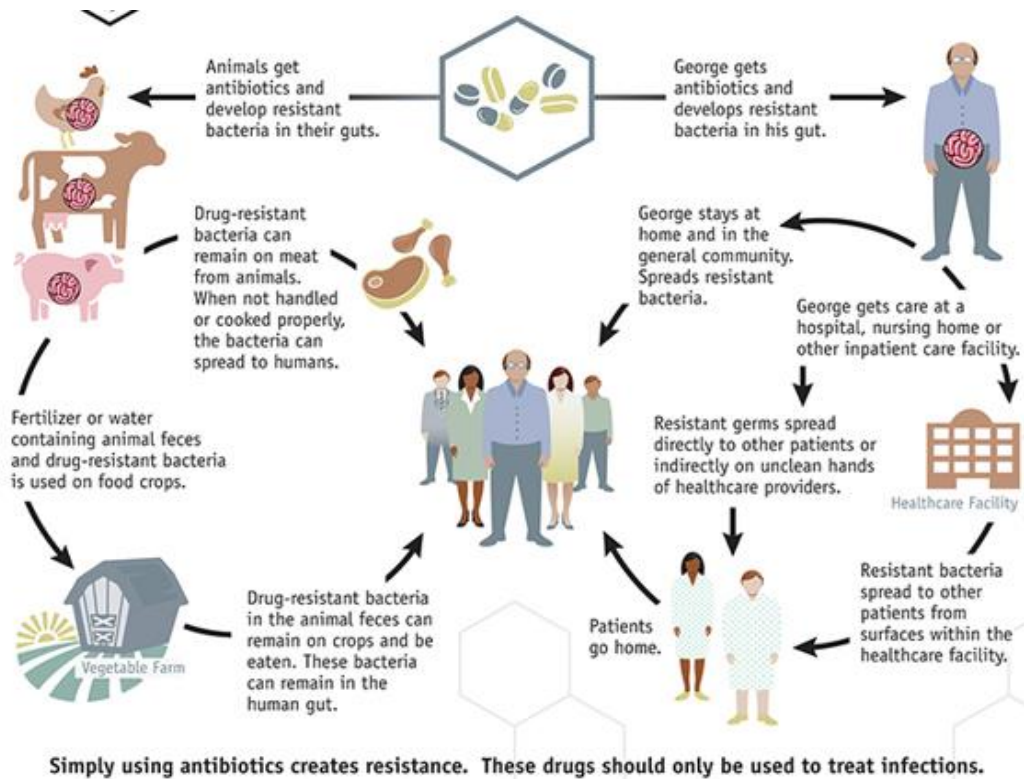 Animals get
antibiotics and
develop resistant
bacteria in their guts.
George gets
antibiotics and
develops resistant
bacteria in his gut.
Drug-resistant
bacteria can
remain on meat
from animals.
When not handled
or cooked properly,
the bacteria can
spread to humans.
George stays at
home and in the
general community.
Spreads resistant
bacteria.
George gets care at a
hospital, nursing home or
other inpatient care facility.
Fertilizer or water
containing animal feces
and drug-resistant bacteria
is used on food crops.
Resistant germs spread
directly to other patients or
indirectly on unclean hands
of healthcare providers.
Healthcare Facility
Vegetable Farm
Drug-resistant bacteria
in the animal feces can
remain on crops and be
eaten. These bacteria
can remain in the
human gut.
Patients
go home.
Resistant bacteria
spread to other
patients from
surfaces within the
healthcare facility.
Simply using antibiotics creates resistance. These drugs should only be used to treat infections.